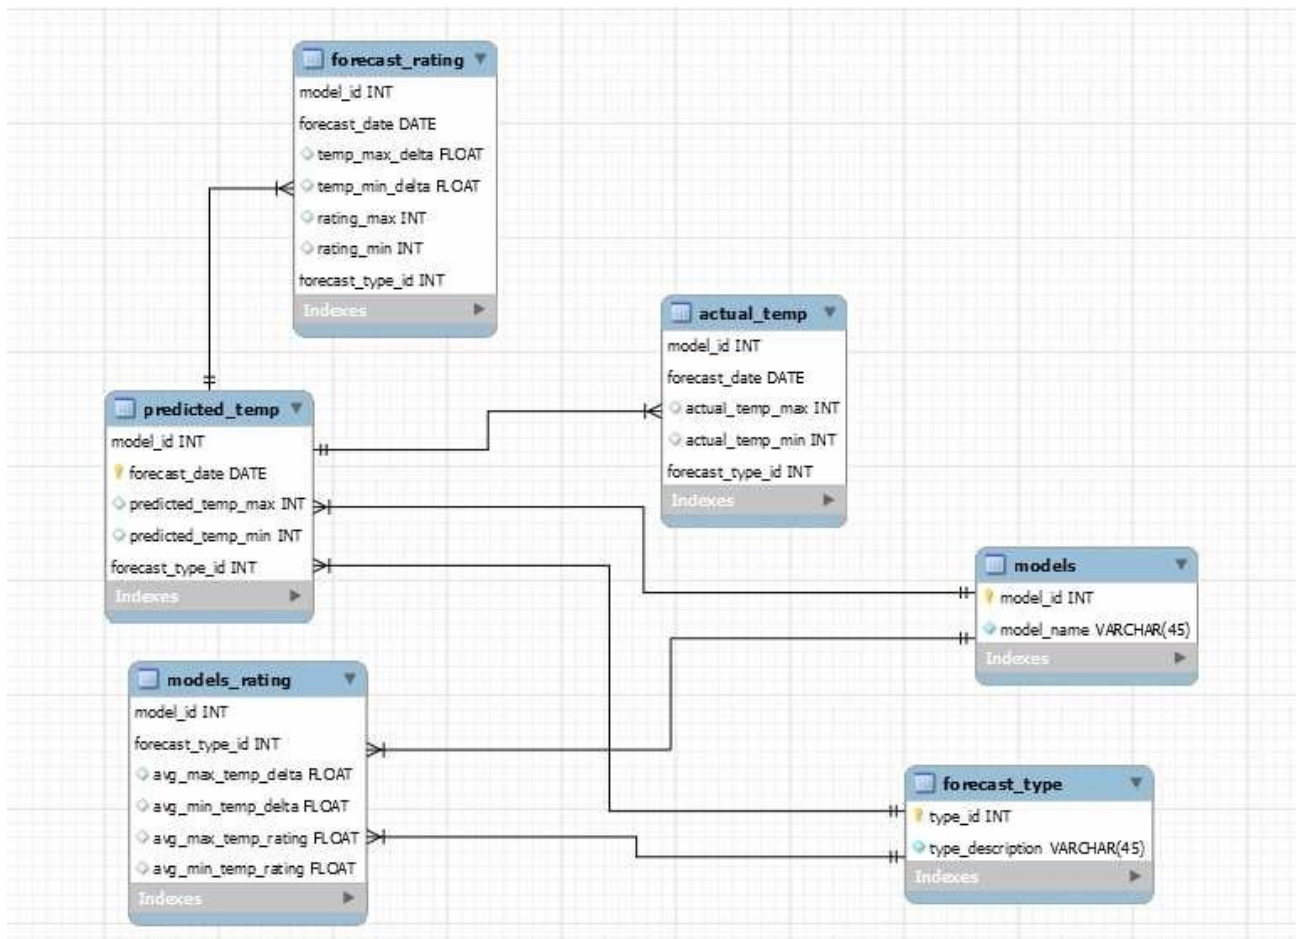 forecast_rating
model_id INT
forecast_date DATE
temp_max_delta FLOAT
temp_min_delta FLOAT
rating_max INT
rating_min INT
forecast_type_id INT
Indexes
actual_temp
model_id INT
forecast_date DATE
actual_temp_max INT
actual_temp_min INT
forecast_type_id INT
Indexes
predicted_temp
model_id INT
forecast_date DATE
predicted_temp_max INT
predicted_temp_min INT
forecast_type_id INT
Indexes
models
model_id INT
model_name VARCHAR(45)
Indexes
models_rating
model_id INT
forecast_type_id INT
avg_max_temp_delta FLOAT
avg_min_temp_delta FLOAT
avg_max_temp_rating FLOAT
avg_min_temp_rating FLOAT
Indexes
forecast_type
type_id INT
type_description VARCHAR(45)
Indexes